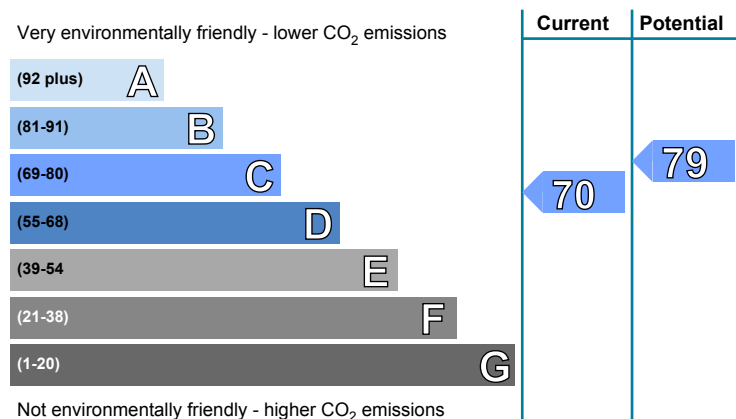 Very environmentally friendly - lower CO2 emissions
Current
Potential
(92 plus) A
(81-91) B
(69-80) C
(55-68) D
(39-54 E
(21-38) F
(1-20) G
70
79
Not environmentally friendly - higher CO2 emissions